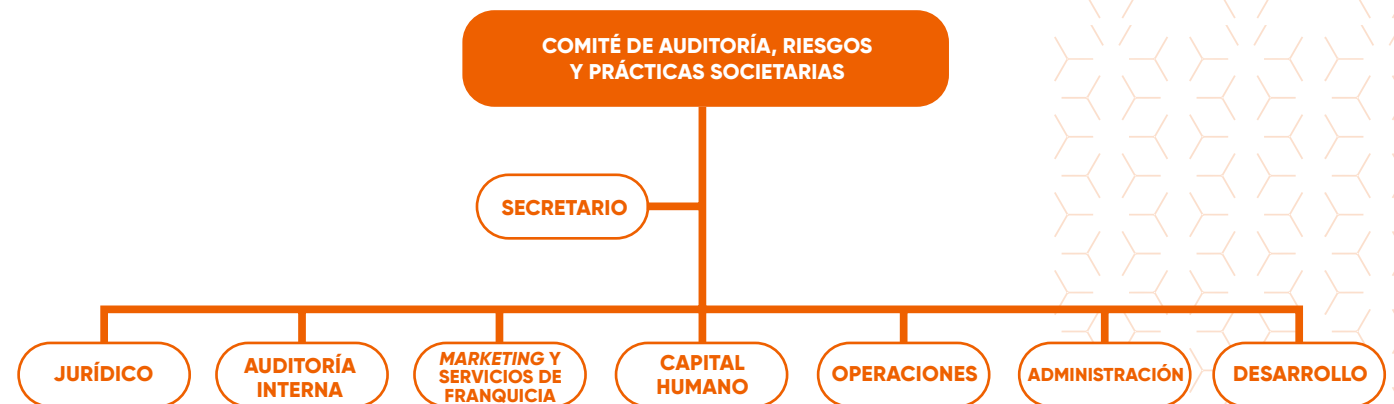 COMITÉ DE AUDITORÍA, RIESGOS
Y PRÁCTICAS SOCIETARIAS
SECRETARIO
JURÍDICO
AUDITORÍA
INTERNA
MARKETING Y
SERVICIOS DE
FRANQUICIA
CAPITAL
HUMANO
OPERACIONES
ADMINISTRACIÓN
DESARROLLO